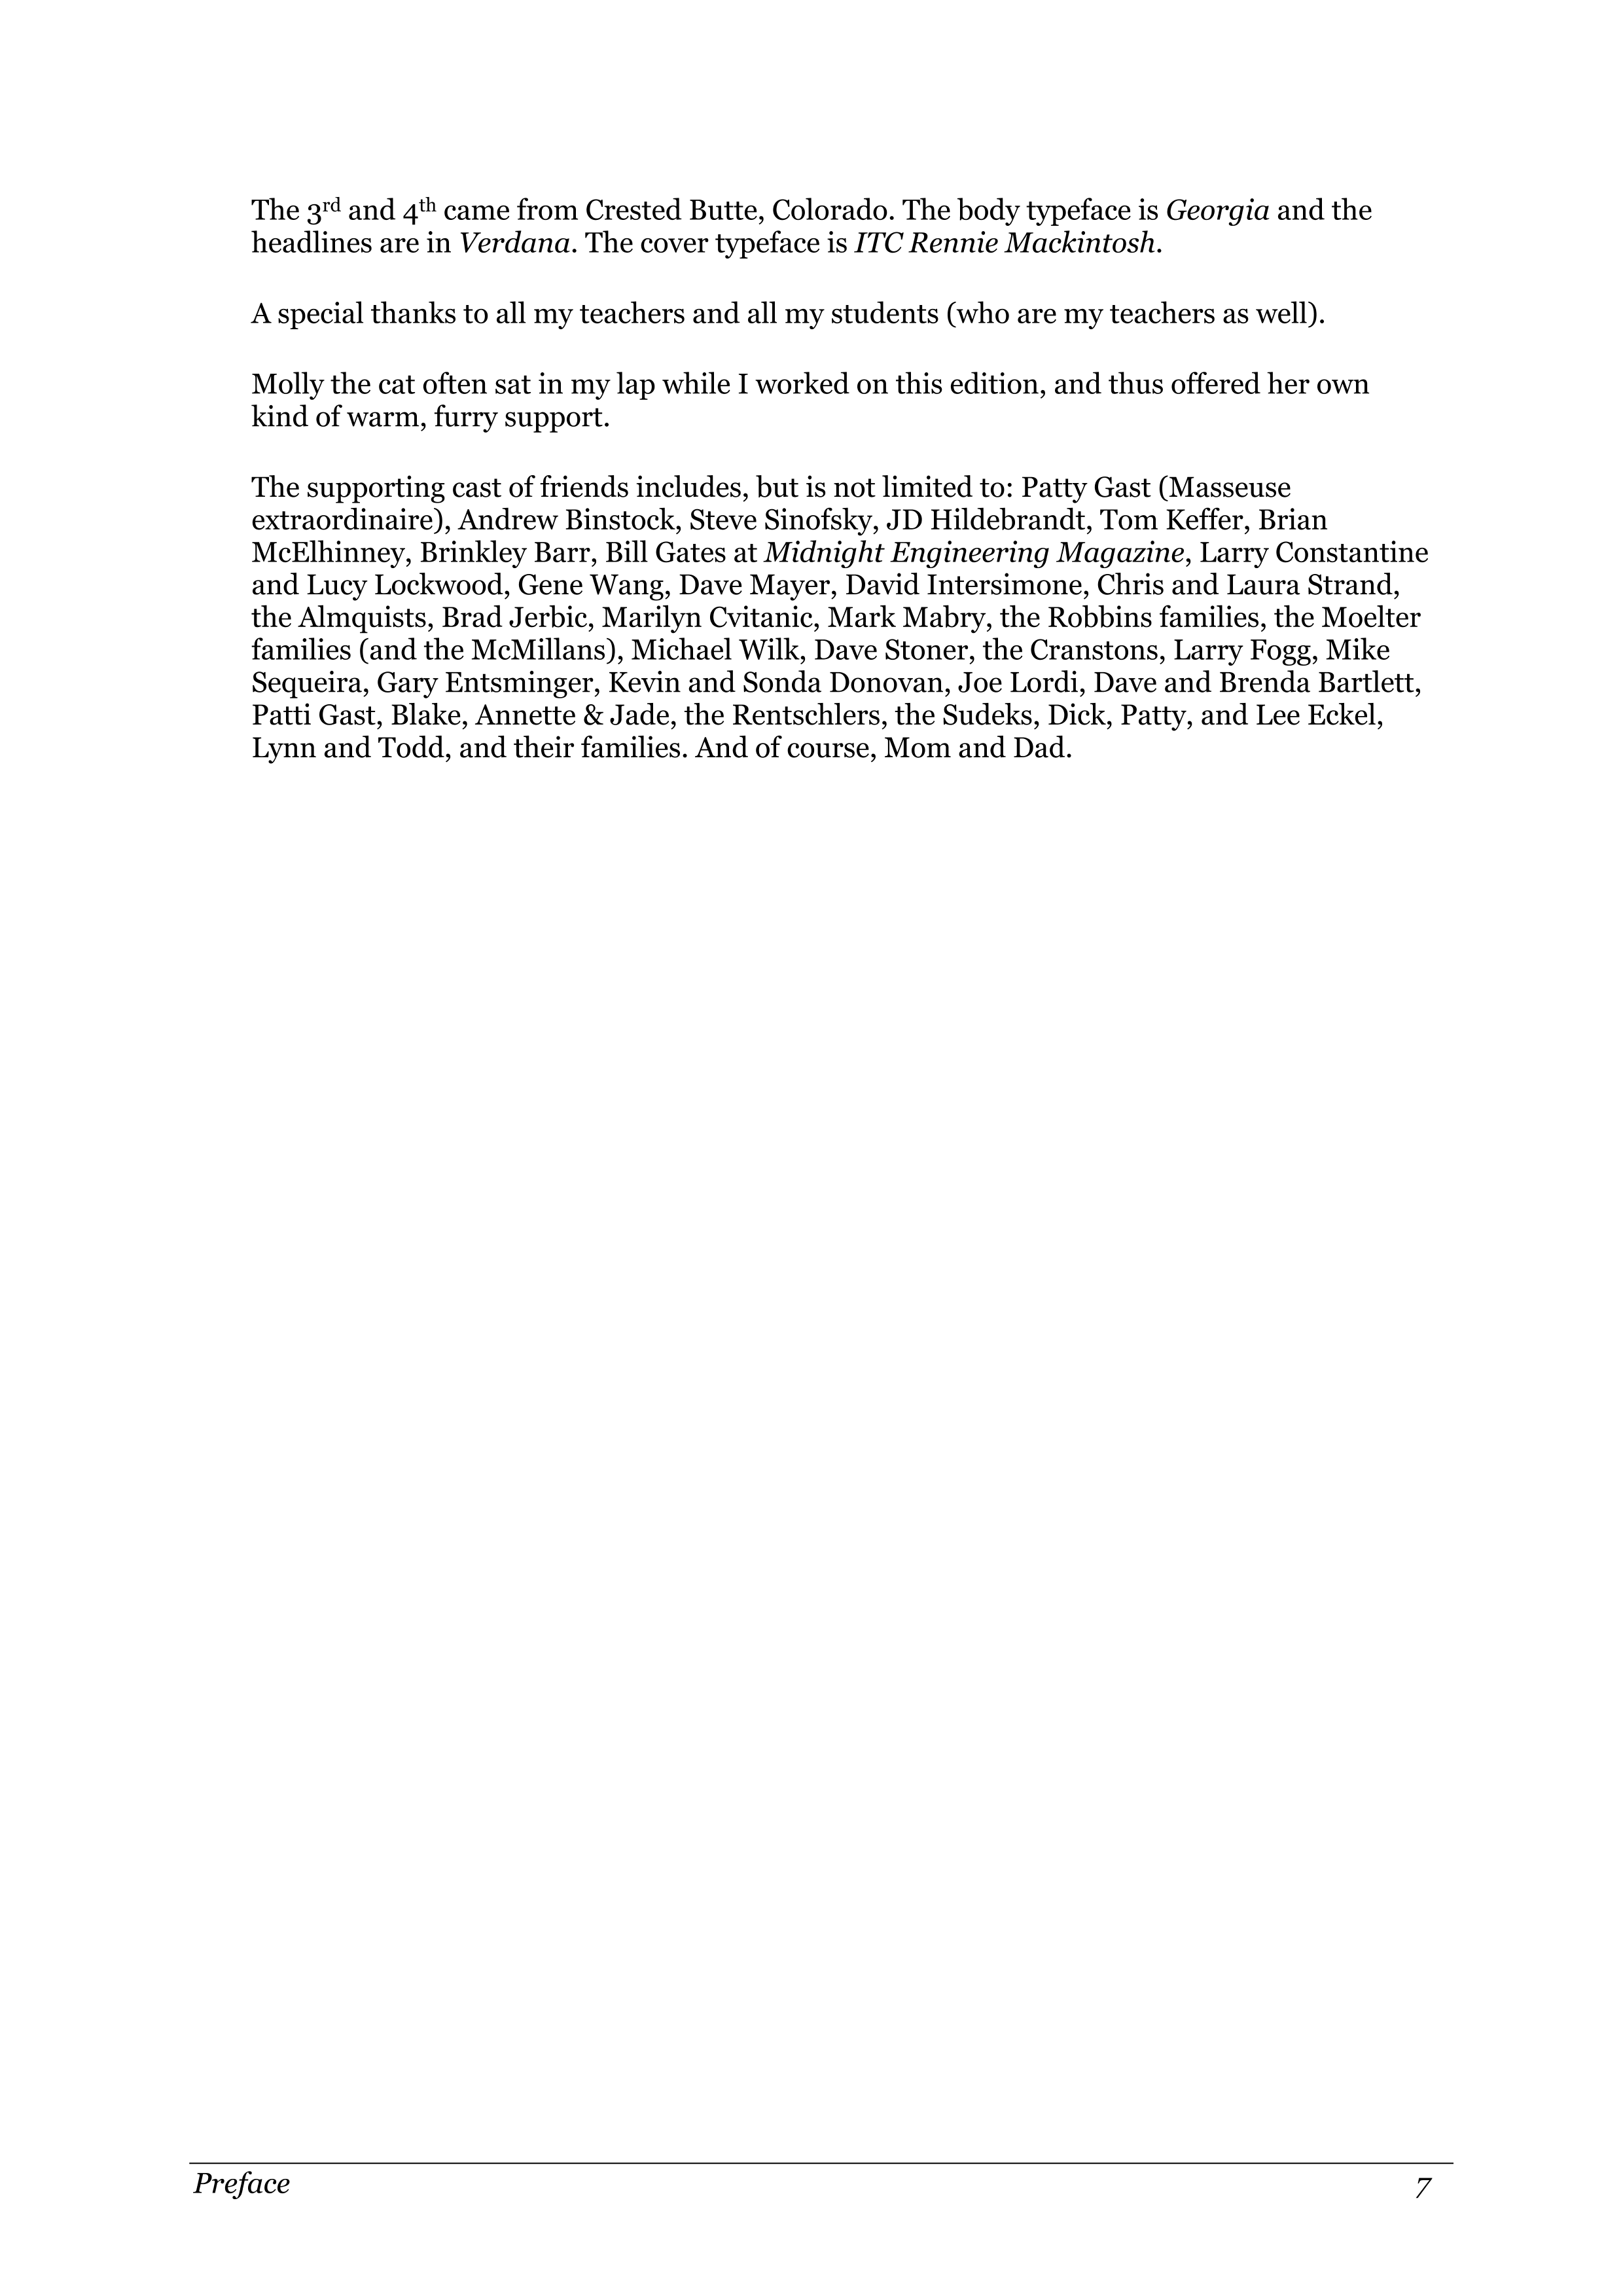 The 3rd and 4th came from Crested Butte, Colorado. The body typeface is Georgia and the
headlines are in Verdana. The cover typeface is ITC Rennie Mackintosh.
A special thanks to all my teachers and all my students (who are my teachers as well).
Molly the cat often sat in my lap while I worked on this edition, and thus offered her own
kind of warm, furry support.
The supporting cast of friends includes, but is not limited to: Patty Gast (Masseuse
extraordinaire), Andrew Binstock, Steve Sinofsky, JD Hildebrandt, Tom Keffer, Brian
McElhinney, Brinkley Barr, Bill Gates at Midnight Engineering Magazine, Larry Constantine
and Lucy Lockwood, Gene Wang, Dave Mayer, David Intersimone, Chris and Laura Strand,
the Almquists, Brad Jerbic, Marilyn Cvitanic, Mark Mabry, the Robbins families, the Moelter
families (and the McMillans), Michael Wilk, Dave Stoner, the Cranstons, Larry Fogg, Mike
Sequeira, Gary Entsminger, Kevin and Sonda Donovan, Joe Lordi, Dave and Brenda Bartlett,
Patti Gast, Blake, Annette & Jade, the Rentschlers, the Sudeks, Dick, Patty, and Lee Eckel,
Lynn and Todd, and their families. And of course, Mom and Dad.
Preface 7